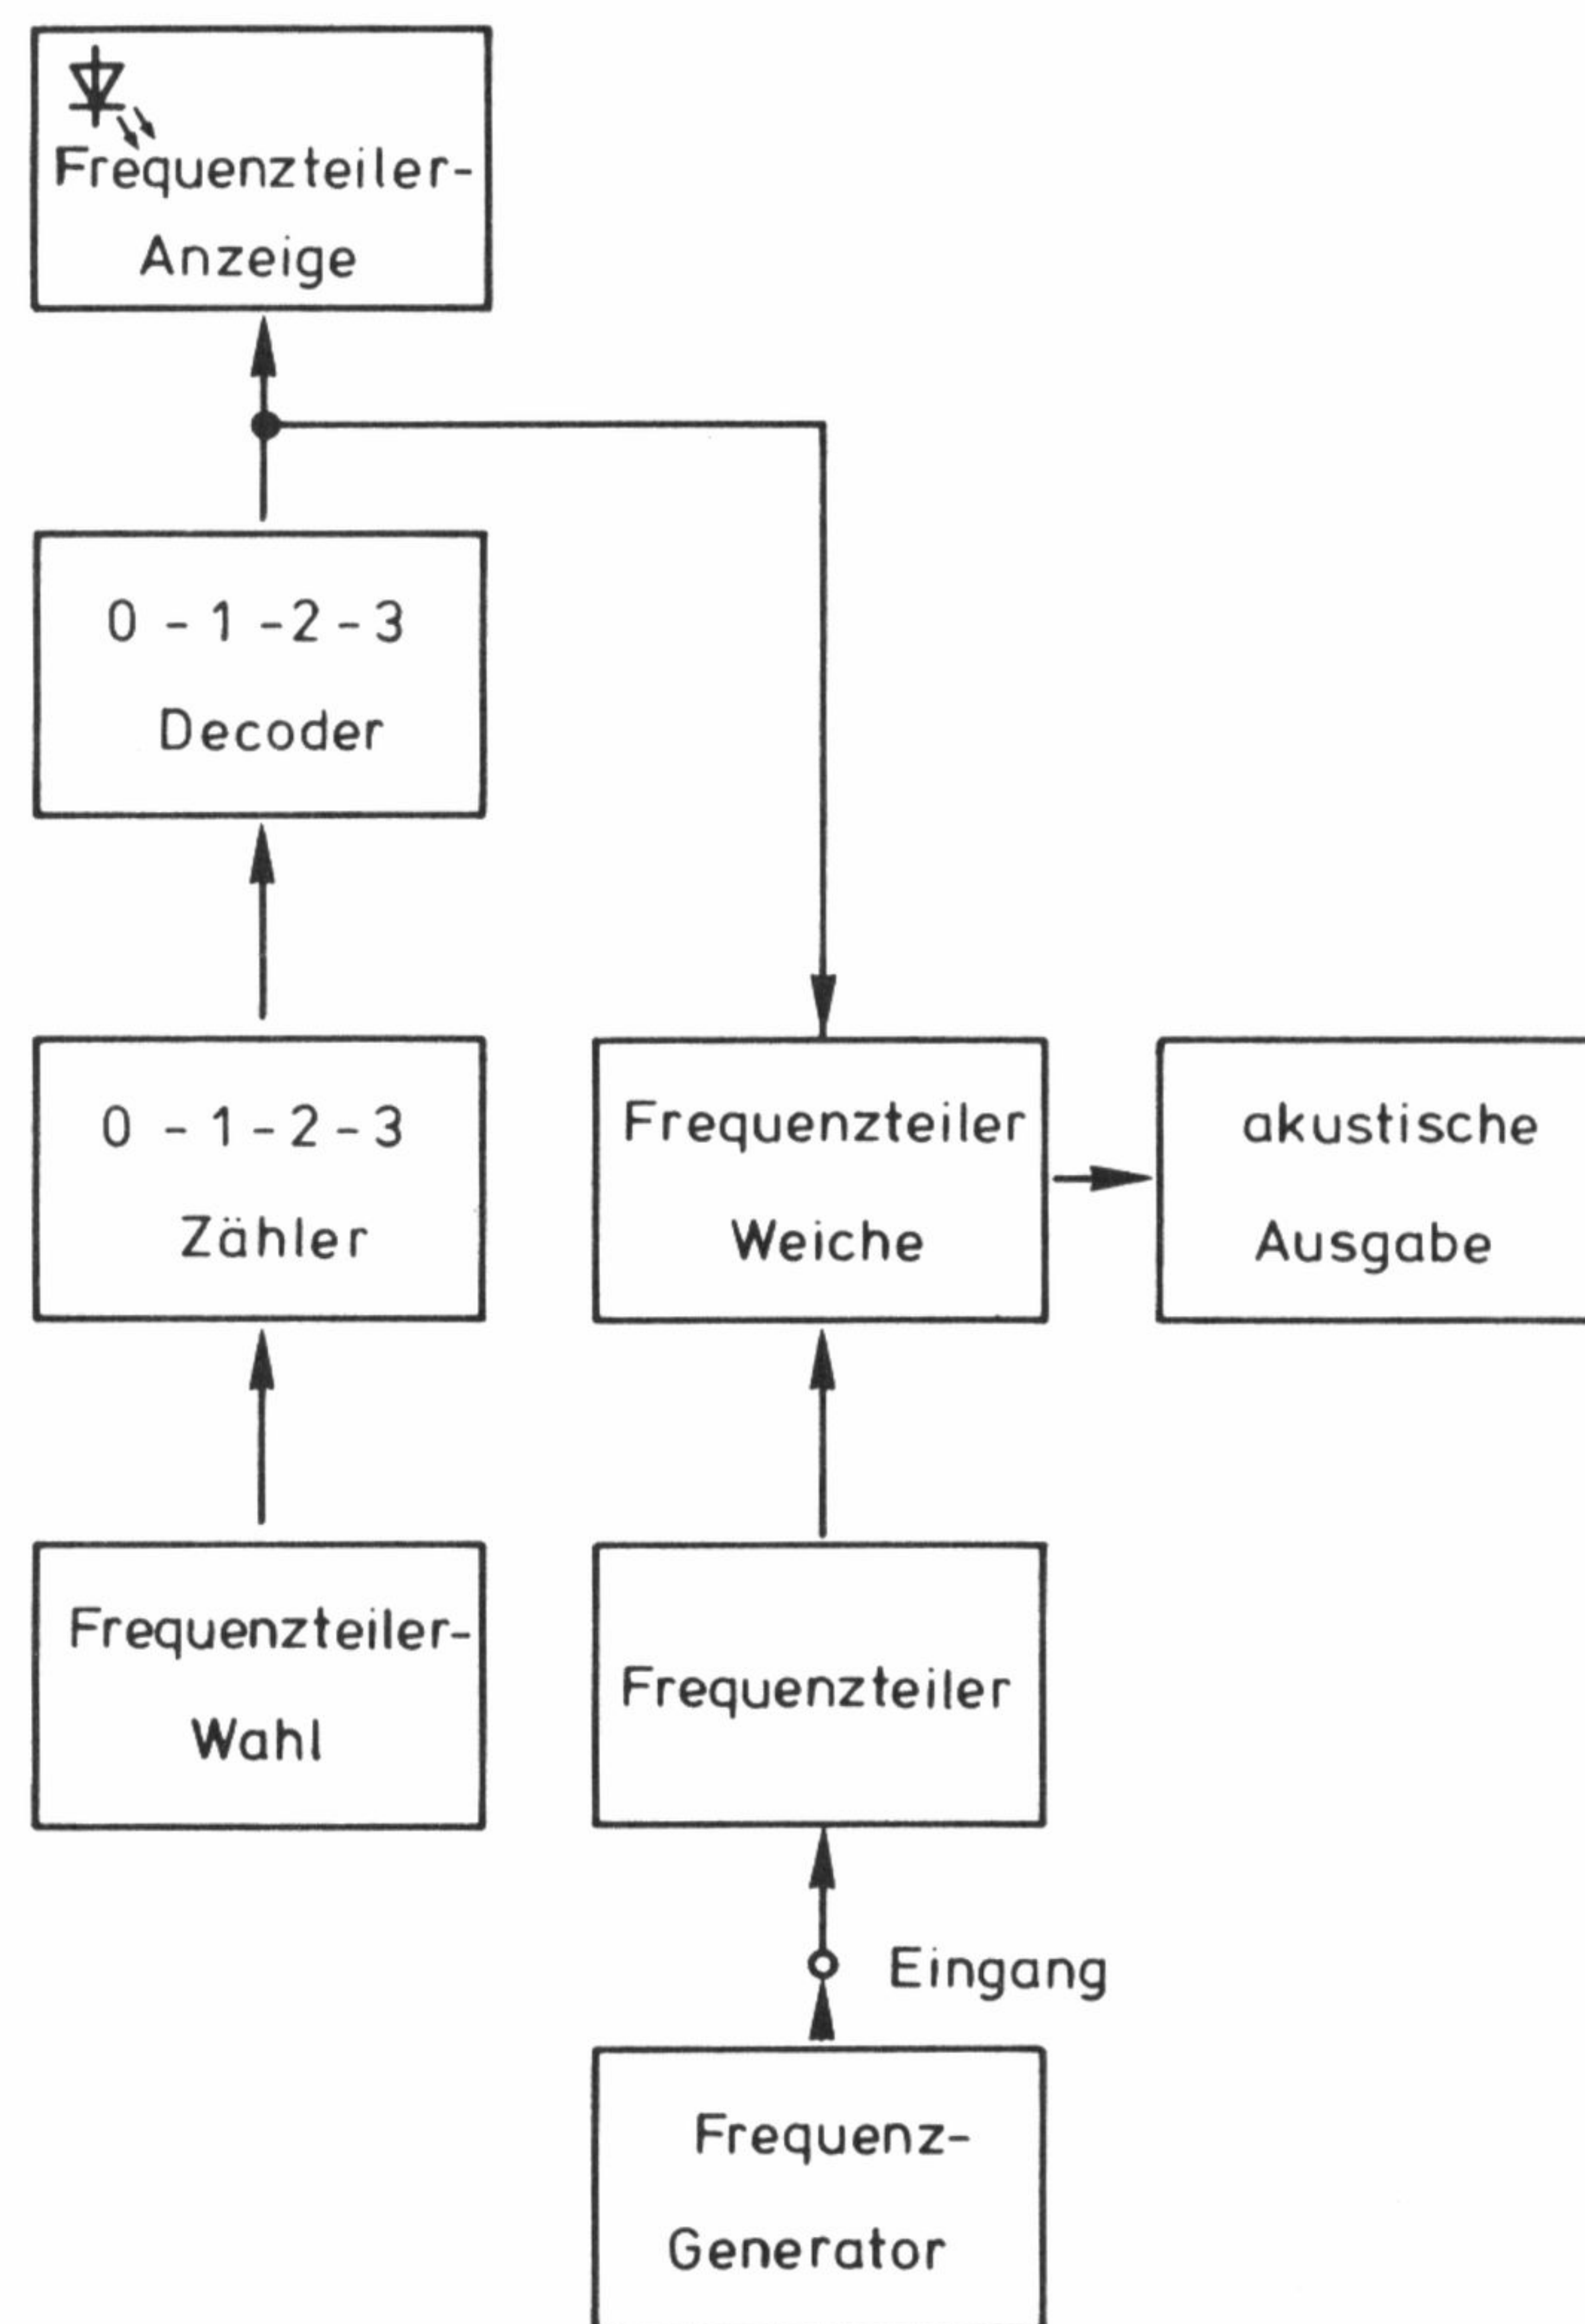 Frequenzteiler-
Anzeige
0 - 1 - 2 - 3
Decoder
0 - 1 - 2 - 3
Zähler
Frequenzteiler
Weiche
akustische
Ausgabe
Frequenzteiler-
Wahl
Frequenzteiler
Eingang
Frequenz-
Generator